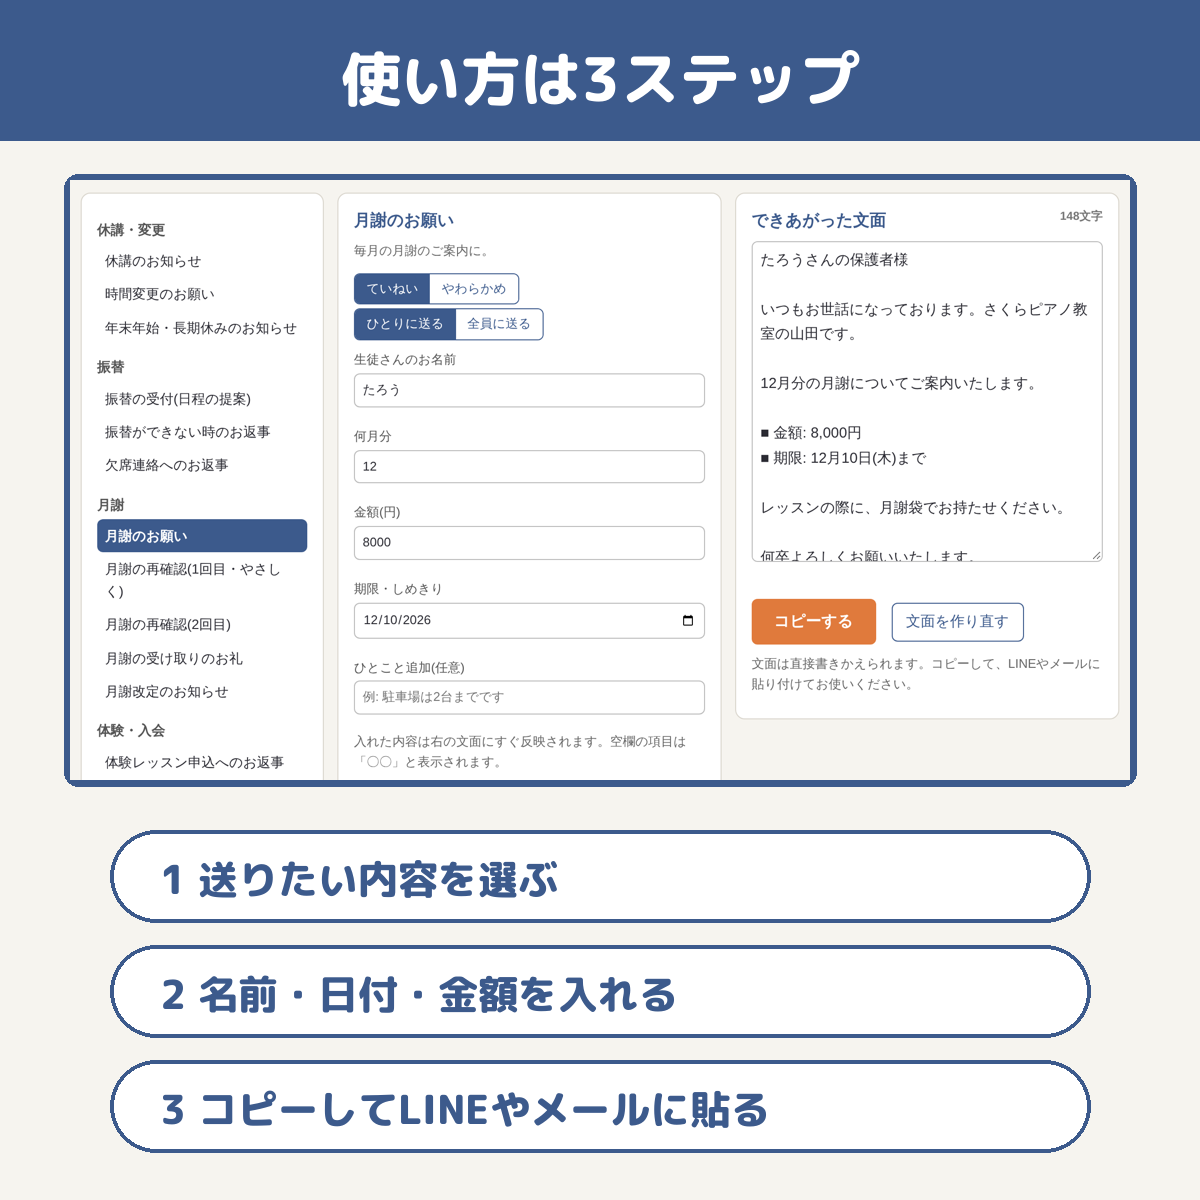 使い方は3ステップ
休講・変更
休講のお知らせ
時間変更のお願い
年末年始・長期休みのお知らせ
振替
振替の受付(日程の提案)
振替ができない時のお返事
欠席連絡へのお返事
月謝
月謝のお願い
月謝の再確認(1回目・やさし
く)
月謝の再確認(2回目)
月謝の受け取りのお礼
月謝改定のお知らせ
体験・入会
体験レッスン申込へのお返事
月謝のお願い
毎月の月謝のご案内に。
ていねい やわらかめ
ひとりに送る 全員に送る
生徒さんのお名前
たろう
何月分
12
金額(円)
8000
期限・しめきり
12/10/2026
ひとこと追加(任意)
例: 駐車場は2台までです
入れた内容は右の文面にすぐ反映されます。空欄の項目は
「〇〇」と表示されます。
できあがった文面 148文字
たろうさんの保護者様
いつもお世話になっております。さくらピアノ教
室の山田です。
12月分の月謝についてご案内いたします。
■ 金額: 8,000円
■ 期限: 12月10日(木)まで
レッスンの際に、月謝袋でお持たせください。
何卒よろしくお願いいたします。
コピーする 文面を作り直す
文面は直接書きかえられます。コピーして、LINEやメールに
貼り付けてお使いください。
1 送りたい内容を選ぶ
2 名前・日付・金額を入れる
3 コピーしてLINEやメールに貼る